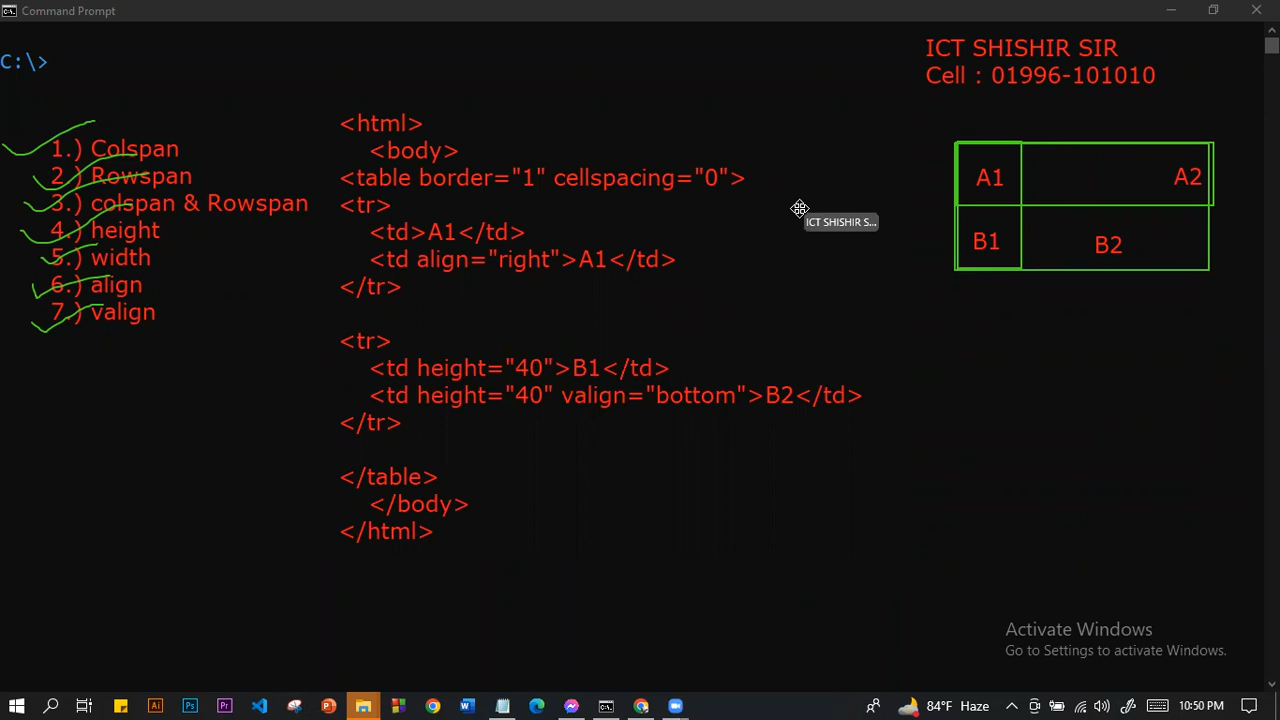 Command Prompt
C:\>
ICT SHISHIR SIR
Cell : 01996-101010
1.) Colspan
2.) Rowspan
3.) colspan & Rowspan
4.) height
5.) width
6.) align
7.) valign
<html>
<body>
<table border="1" cellspacing="0">
<tr>
<td>A1</td>
<td align="right">A1</td>
</tr>
<tr>
<td height="40">B1</td>
<td height="40" valign="bottom">B2</td>
</tr>
</table>
</body>
</html>
ICT SHISHIR S...
A1 A2
B1 B2
Activate Windows
Go to Settings to activate Windows.
84°F Haze
10:50 PM